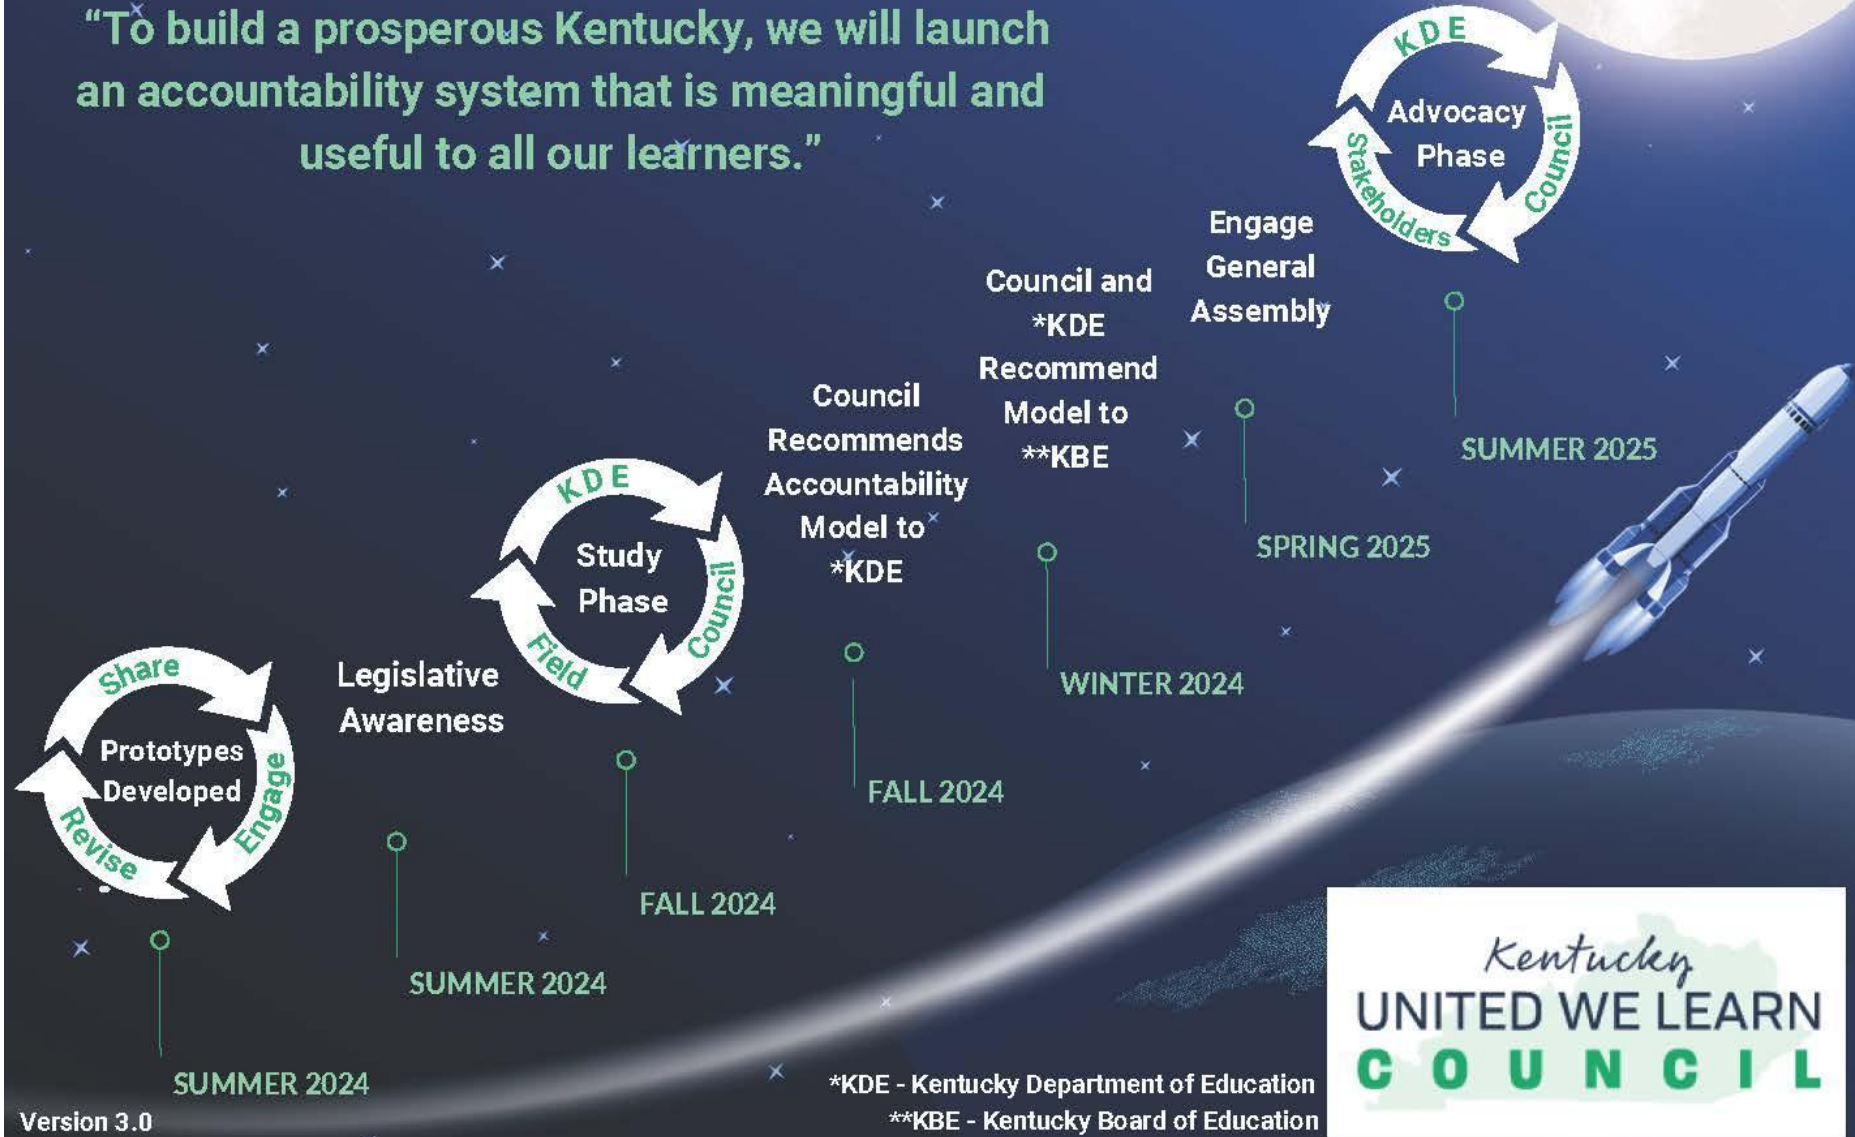 “To build a prosperous Kentucky, we will launch
an accountability system that is meaningful and
useful to all our learners.”
Share
Engage
Revise
Prototypes
Developed
SUMMER 2024
Legislative
Awareness
SUMMER 2024
KDE
Council
Field
Study
Phase
FALL 2024
Council
Recommends
Accountability
Model to
*KDE
FALL 2024
Council and
*KDE
Recommend
Model to
**KBE
WINTER 2024
Engage
General
Assembly
SPRING 2025
KDE
Council
Stakeholders
Advocacy
Phase
SUMMER 2025
Kentucky
UNITED WE LEARN
COUNCIL
*KDE - Kentucky Department of Education
**KBE - Kentucky Board of Education
Version 3.0